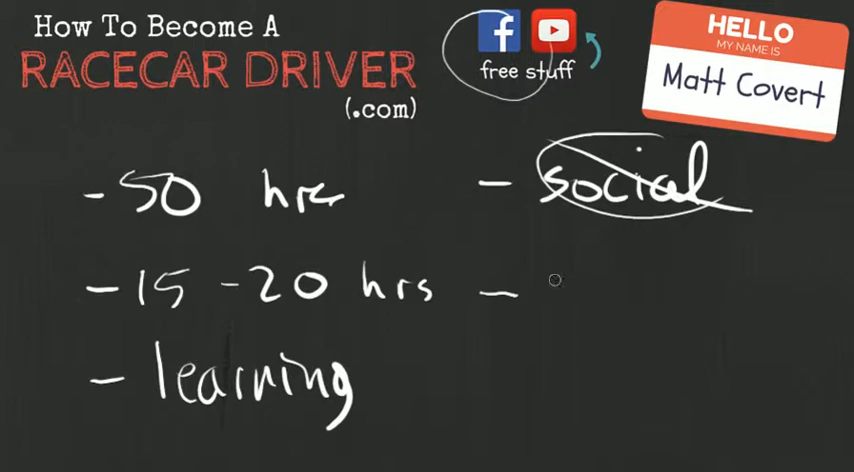 How To Become A
RACECAR DRIVER
(.com)
f
free stuff
HELLO
MY NAME IS
Matt Covert
- 50 hrs
- social
- 15 - 20 hrs
-
- learning